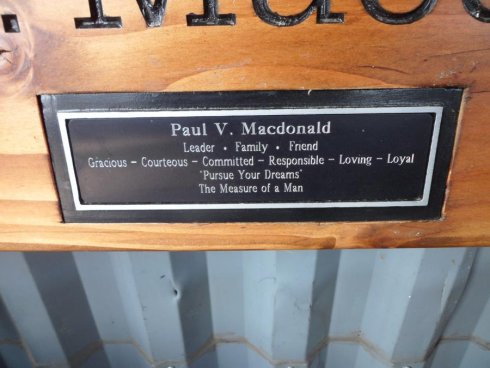 Paul V. Macdonald
Leader • Family • Friend
Gracious - Courteous - Committed - Responsible - Loving - Loyal
"Pursue Your Dreams"
The Measure of a Man